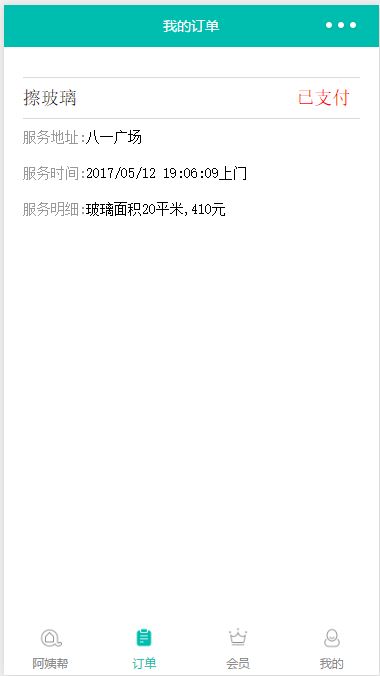 我的订单
擦玻璃 已支付
服务地址:八一广场
服务时间:2017/05/12 19:06:09上门
服务明细:玻璃面积20平米,410元
阿姨帮 订单 会员 我的